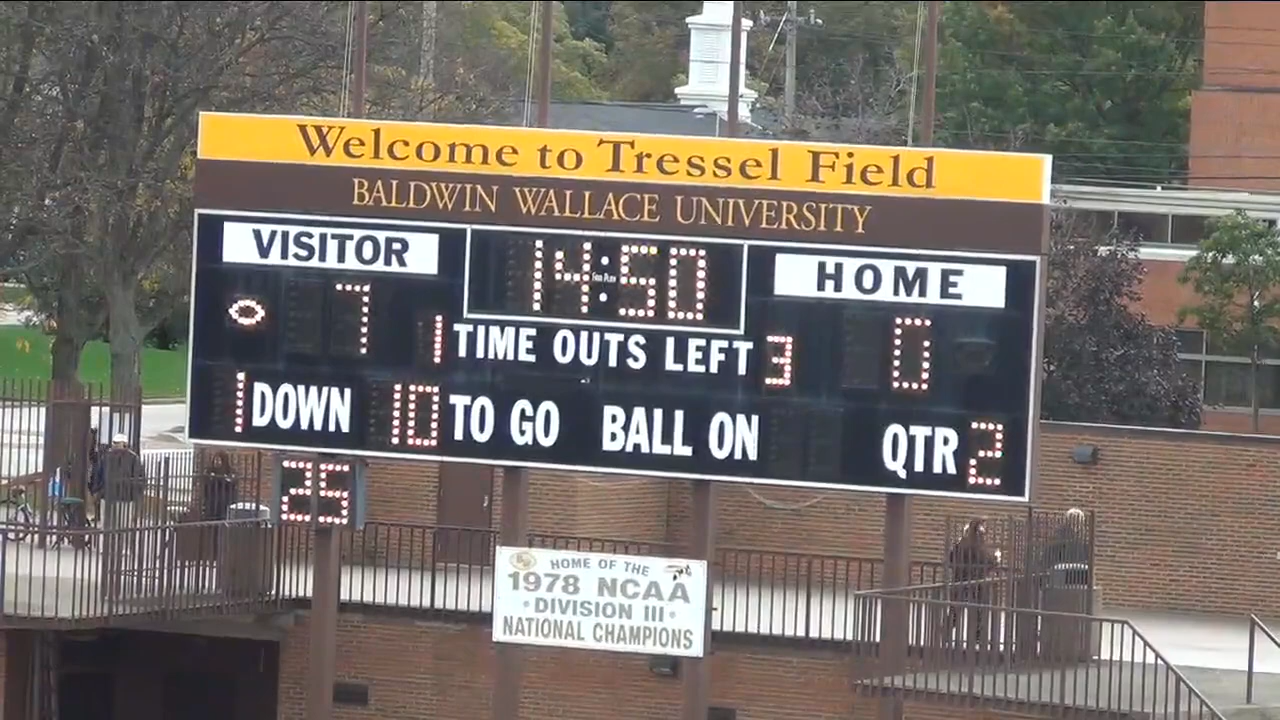 Welcome to Tressel Field
BALDWIN WALLACE UNIVERSITY
VISITOR 14:50 HOME
7 1 TIME OUTS LEFT 3 0
1 DOWN 10 TO GO BALL ON QTR 2
25
HOME OF THE
1978 NCAA
• DIVISION III •
NATIONAL CHAMPIONS